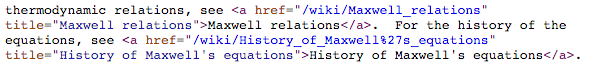 thermodynamic relations, see <a href="/wiki/Maxwell_relations"
title="Maxwell relations">Maxwell relations</a>.  For the history of the
equations, see <a href="/wiki/History_of_Maxwell%27s_equations"
title="History of Maxwell's equations">History of Maxwell's equations</a>.